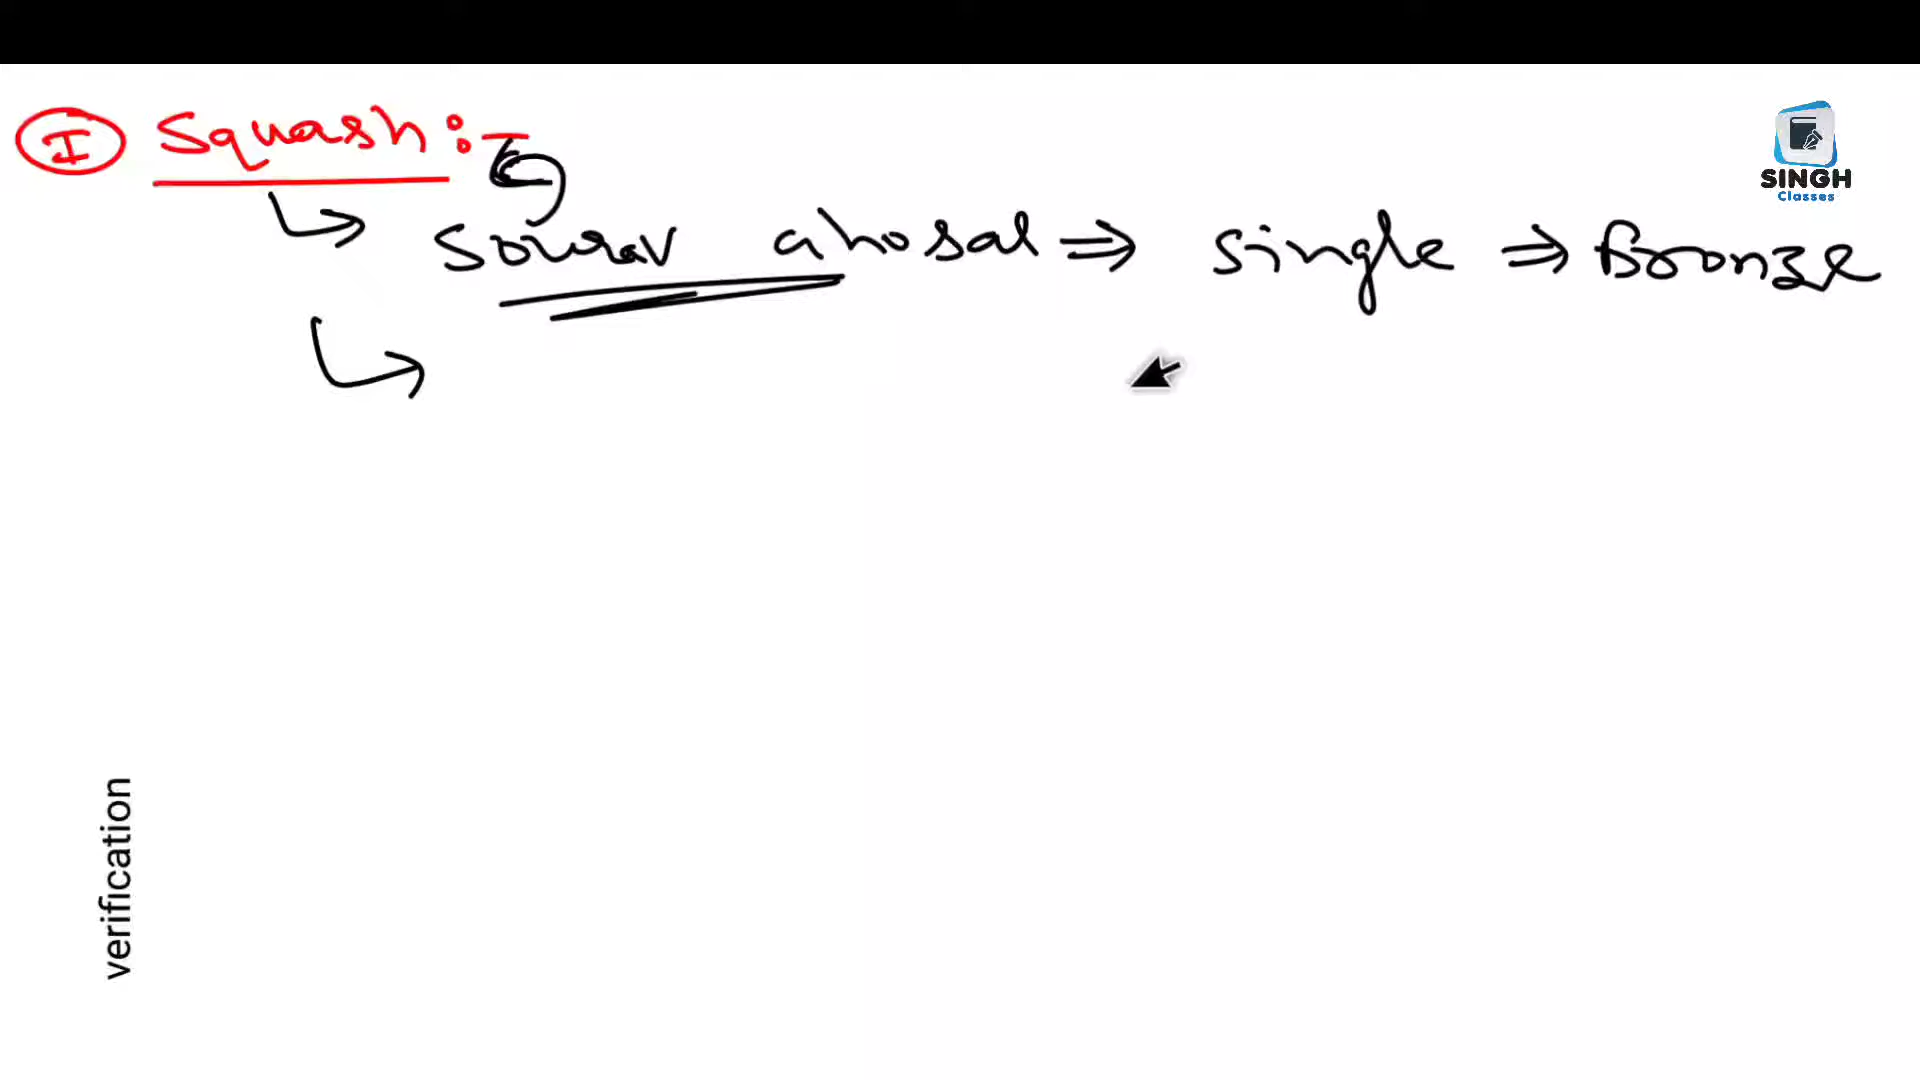 I Squash :-
Sourav Ghosal ⇒ Single ⇒ Bronze
SINGH
Classes
verification